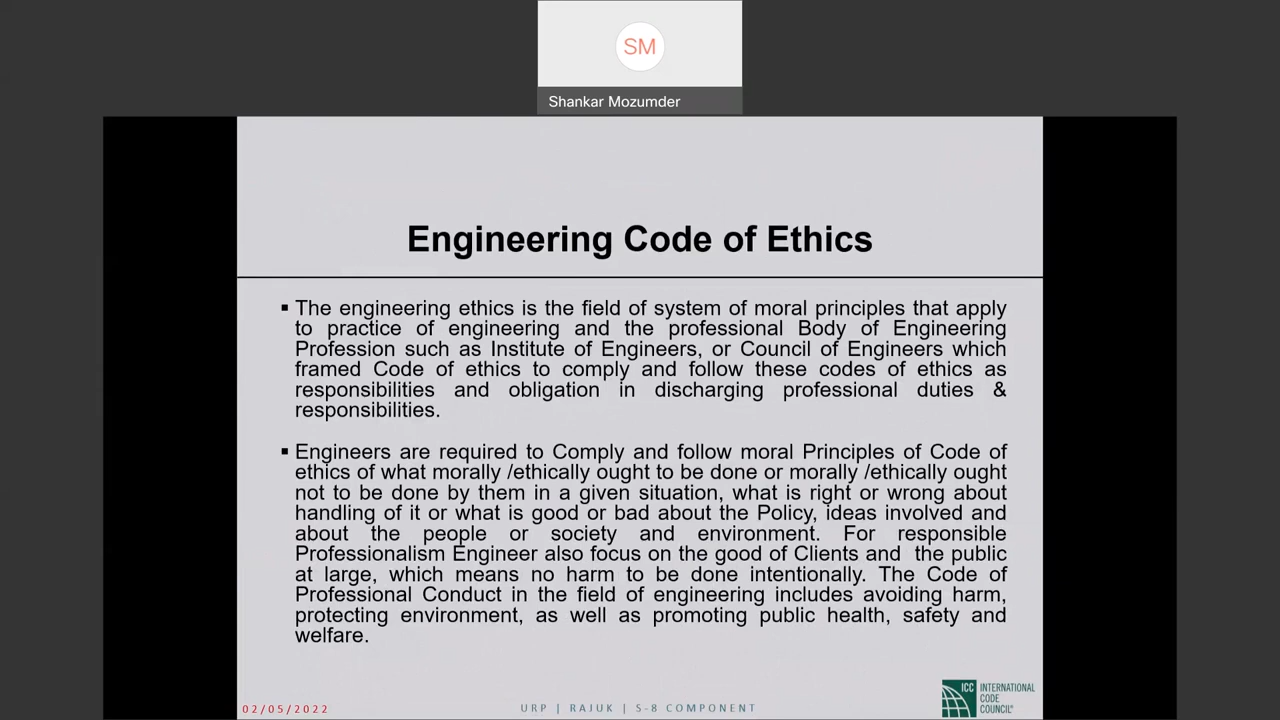 SM
Shankar Mozumder
Engineering Code of Ethics
▪ The engineering ethics is the field of system of moral principles that apply
to practice of engineering and the professional Body of Engineering
Profession such as Institute of Engineers, or Council of Engineers which
framed Code of ethics to comply and follow these codes of ethics as
responsibilities and obligation in discharging professional duties &
responsibilities.
▪ Engineers are required to Comply and follow moral Principles of Code of
ethics of what morally /ethically ought to be done or morally /ethically ought
not to be done by them in a given situation, what is right or wrong about
handling of it or what is good or bad about the Policy, ideas involved and
about the people or society and environment. For responsible
Professionalism Engineer also focus on the good of Clients and the public
at large, which means no harm to be done intentionally. The Code of
Professional Conduct in the field of engineering includes avoiding harm,
protecting environment, as well as promoting public health, safety and
welfare.
02/05/2022
URP | RAJUK | S-8 COMPONENT
ICC
INTERNATIONAL
CODE
COUNCIL®